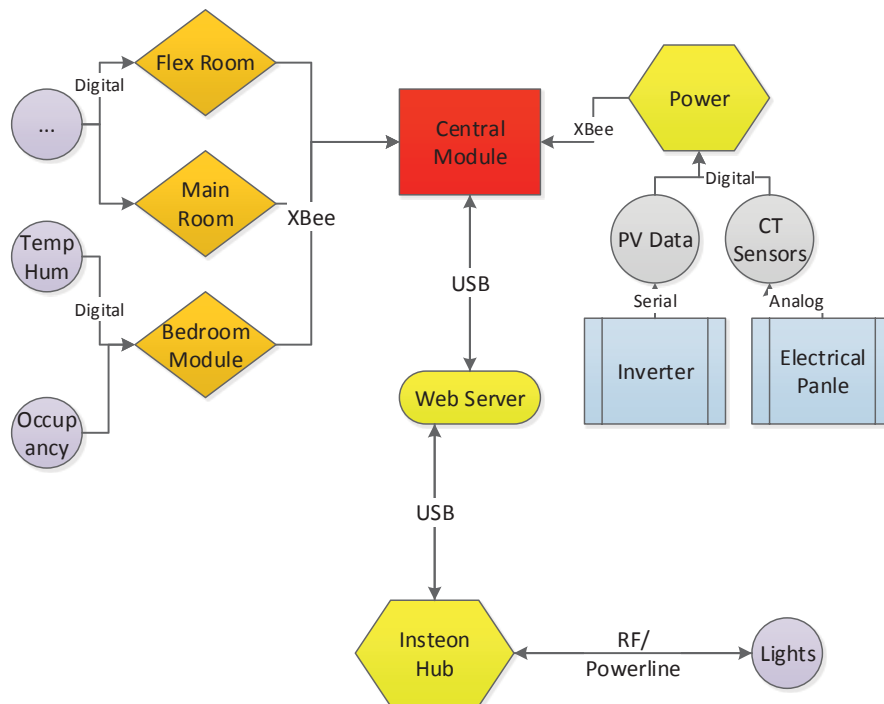 Flex Room
Digital
...
Main
Room
XBee
Temp
Hum
Digital
Bedroom
Module
Occup
ancy
Central
Module
XBee
Power
Digital
PV Data
CT
Sensors
Serial
Analog
Inverter
Electrical
Panle
USB
Web Server
USB
Insteon
Hub
RF/
Powerline
Lights